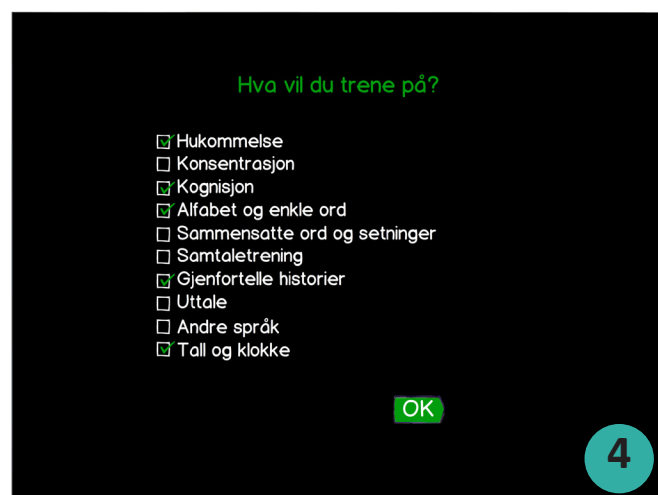 Hva vil du trene på?
Hukommelse
Konsentrasjon
Kognisjon
Alfabet og enkle ord
Sammensatte ord og setninger
Samtaletrening
Gjenfortelle historier
Uttale
Andre språk
Tall og klokke
OK
4